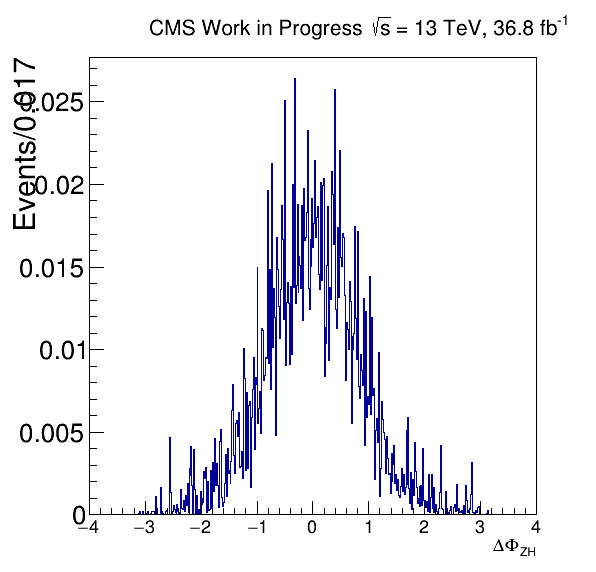 CMS Work in Progress √s = 13 TeV, 36.8 fb⁻¹
Events/0.017
0.025
0.02
0.015
0.01
0.005
0
−4 −3 −2 −1 0 1 2 3 4
ΔΦ_ZH